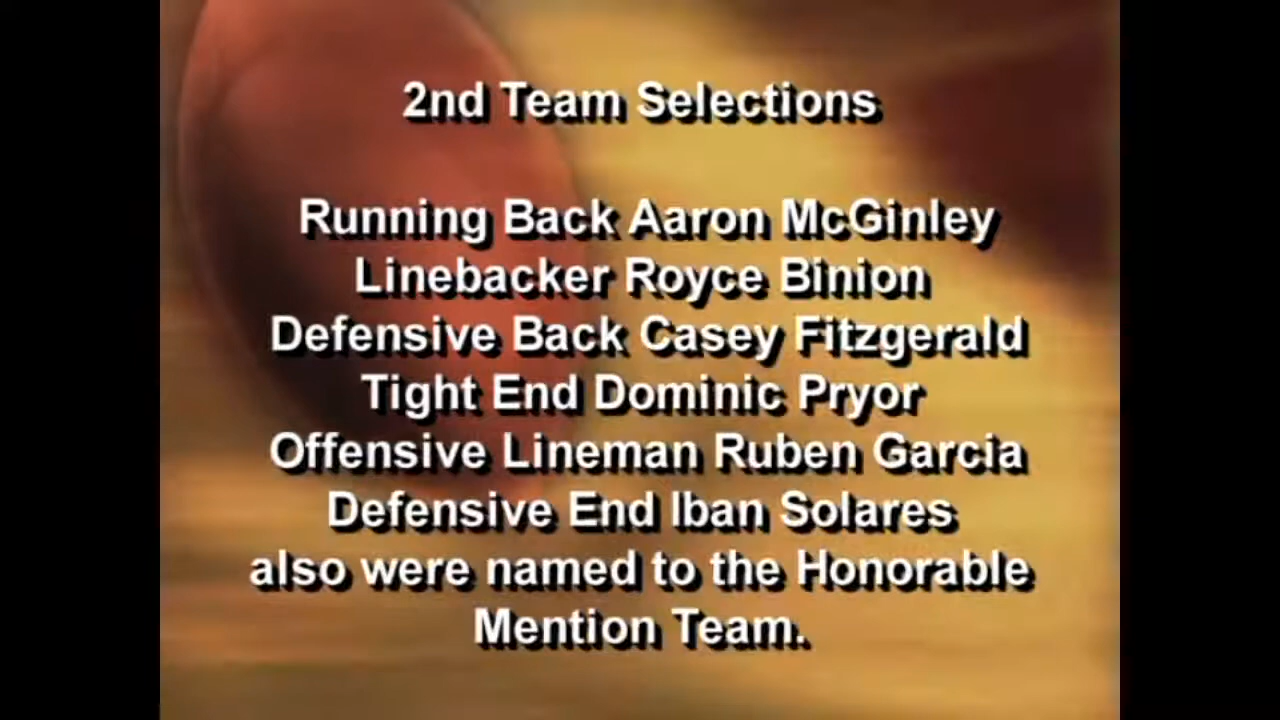 2nd Team Selections
Running Back Aaron McGinley
Linebacker Royce Binion
Defensive Back Casey Fitzgerald
Tight End Dominic Pryor
Offensive Lineman Ruben Garcia
Defensive End Iban Solares
also were named to the Honorable
Mention Team.